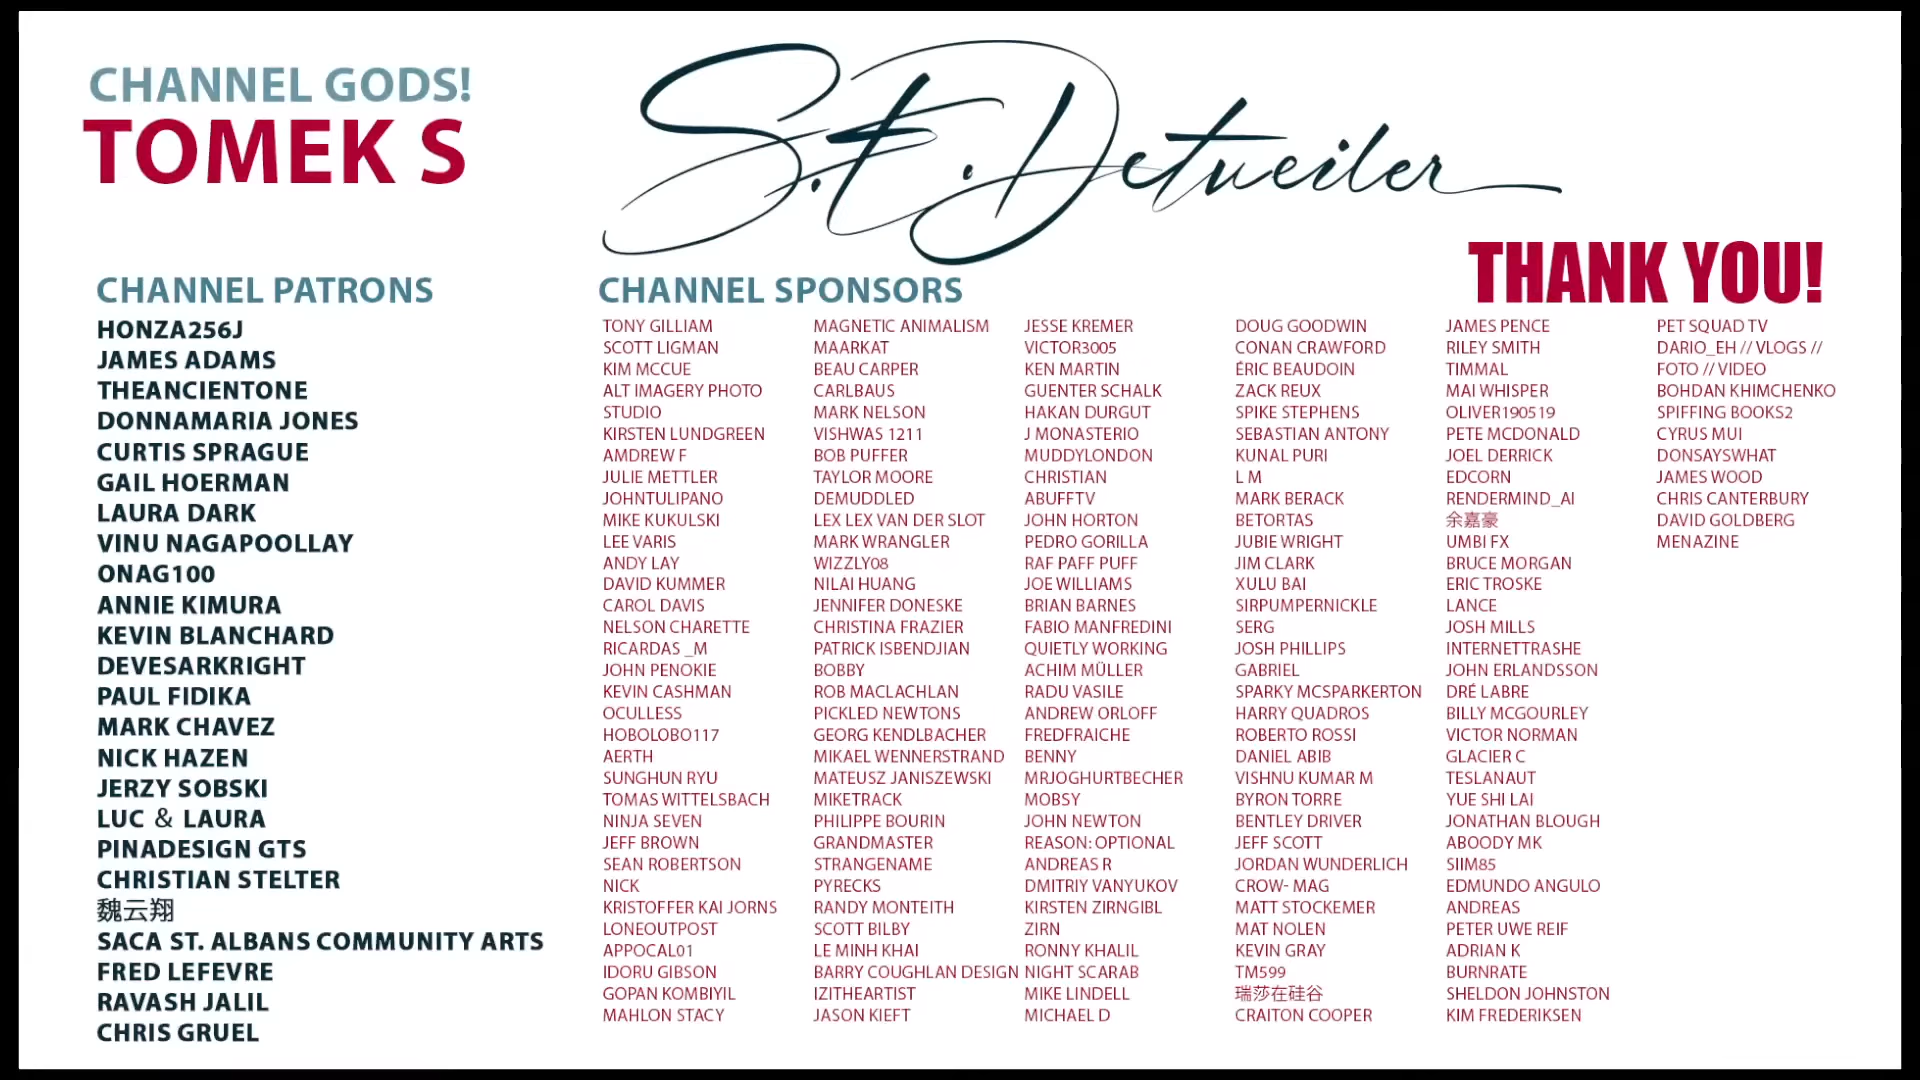 CHANNEL GODS!
TOMEK S
S.t. Detweiler
THANK YOU!
CHANNEL PATRONS
HONZA256J
JAMES ADAMS
THEANCIENTONE
DONNAMARIA JONES
CURTIS SPRAGUE
GAIL HOERMAN
LAURA DARK
VINU NAGAPOOLLAY
ONAG100
ANNIE KIMURA
KEVIN BLANCHARD
DEVESARKRIGHT
PAUL FIDIKA
MARK CHAVEZ
NICK HAZEN
JERZY SOBSKI
LUC & LAURA
PINADESIGN GTS
CHRISTIAN STELTER
魏云翔
SACA ST. ALBANS COMMUNITY ARTS
FRED LEFEVRE
RAVASH JALIL
CHRIS GRUEL
CHANNEL SPONSORS
TONY GILLIAM
SCOTT LIGMAN
KIM MCCUE
ALT IMAGERY PHOTO
STUDIO
KIRSTEN LUNDGREEN
AMDREW F
JULIE METTLER
JOHNTULIPANO
MIKE KUKULSKI
LEE VARIS
ANDY LAY
DAVID KUMMER
CAROL DAVIS
NELSON CHARETTE
RICARDAS _M
JOHN PENOKIE
KEVIN CASHMAN
OCULLESS
HOBOLOBO117
AERTH
SUNGHUN RYU
TOMAS WITTELSBACH
NINJA SEVEN
JEFF BROWN
SEAN ROBERTSON
NICK
KRISTOFFER KAI JORNS
LONEOUTPOST
APPOCAL01
IDORU GIBSON
GOPAN KOMBIYIL
MAHLON STACY
MAGNETIC ANIMALISM
MAARKAT
BEAU CARPER
CARLBAUS
MARK NELSON
VISHWAS 1211
BOB PUFFER
TAYLOR MOORE
DEMUDDLED
LEX LEX VAN DER SLOT
MARK WRANGLER
WIZZLY08
NILAI HUANG
JENNIFER DONESKE
CHRISTINA FRAZIER
PATRICK ISBENDJIAN
BOBBY
ROB MACLACHLAN
PICKLED NEWTONS
GEORG KENDLBACHER
MIKAEL WENNERSTRAND
MATEUSZ JANISZEWSKI
MIKETRACK
PHILIPPE BOURIN
GRANDMASTER
STRANGENAME
PYRECKS
RANDY MONTEITH
SCOTT BILBY
LE MINH KHAI
BARRY COUGHLAN DESIGN
IZITHEARTIST
JASON KIEFT
JESSE KREMER
VICTOR3005
KEN MARTIN
GUENTER SCHALK
HAKAN DURGUT
J MONASTERIO
MUDDYLONDON
CHRISTIAN
ABUFFTV
JOHN HORTON
PEDRO GORILLA
RAF PAFF PUFF
JOE WILLIAMS
BRIAN BARNES
FABIO MANFREDINI
QUIETLY WORKING
ACHIM MÜLLER
RADU VASILE
ANDREW ORLOFF
FREDFRAICHE
BENNY
MRJOGHURTBECHER
MOBSY
JOHN NEWTON
REASON: OPTIONAL
ANDREAS R
DMITRIY VANYUKOV
KIRSTEN ZIRNGIBL
ZIRN
RONNY KHALIL
NIGHT SCARAB
MIKE LINDELL
MICHAEL D
DOUG GOODWIN
CONAN CRAWFORD
ÉRIC BEAUDOIN
ZACK REUX
SPIKE STEPHENS
SEBASTIAN ANTONY
KUNAL PURI
L M
MARK BERACK
BETORTAS
JUBIE WRIGHT
JIM CLARK
XULU BAI
SIRPUMPERNICKLE
SERG
JOSH PHILLIPS
GABRIEL
SPARKY MCSPARKERTON
HARRY QUADROS
ROBERTO ROSSI
DANIEL ABIB
VISHNU KUMAR M
BYRON TORRE
BENTLEY DRIVER
JEFF SCOTT
JORDAN WUNDERLICH
CROW- MAG
MATT STOCKEMER
MAT NOLEN
KEVIN GRAY
TM599
瑞莎在硅谷
CRAITON COOPER
JAMES PENCE
RILEY SMITH
TIMMAL
MAI WHISPER
OLIVER190519
PETE MCDONALD
JOEL DERRICK
EDCORN
RENDERMIND_AI
余嘉豪
UMBI FX
BRUCE MORGAN
ERIC TROSKE
LANCE
JOSH MILLS
INTERNETTRASHE
JOHN ERLANDSSON
DRÉ LABRE
BILLY MCGOURLEY
VICTOR NORMAN
GLACIER C
TESLANAUT
YUE SHI LAI
JONATHAN BLOUGH
ABOODY MK
SIIM85
EDMUNDO ANGULO
ANDREAS
PETER UWE REIF
ADRIAN K
BURNRATE
SHELDON JOHNSTON
KIM FREDERIKSEN
PET SQUAD TV
DARIO_EH // VLOGS //
FOTO // VIDEO
BOHDAN KHIMCHENKO
SPIFFING BOOKS2
CYRUS MUI
DONSAYSWHAT
JAMES WOOD
CHRIS CANTERBURY
DAVID GOLDBERG
MENAZINE